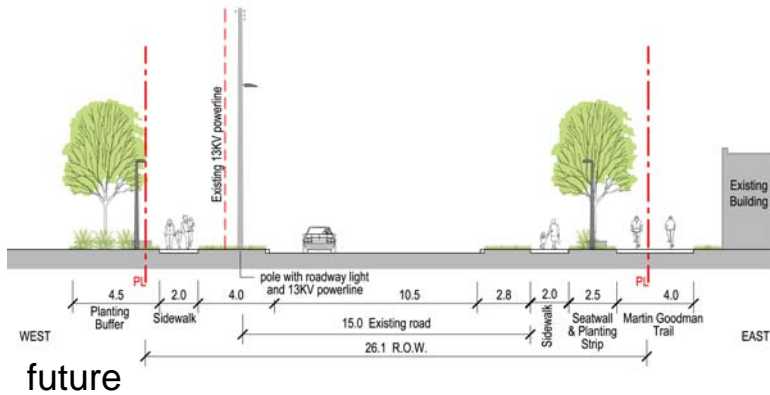 Existing 13KV powerline
Existing
Building
pole with roadway light
and 13KV powerline
PL
PL
4.5
2.0
4.0
10.5
2.8
2.0
2.5
4.0
Planting
Buffer
Sidewalk
Sidewalk
Seatwall
& Planting
Strip
Martin Goodman
Trail
WEST
15.0 Existing road
EAST
26.1 R.O.W.
future